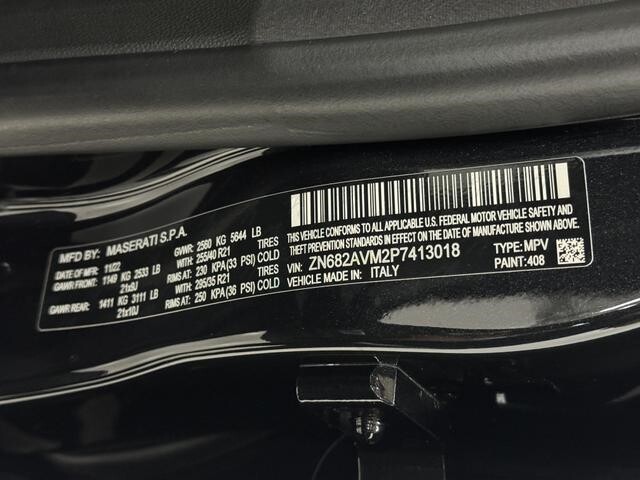 MFD BY: MASERATI S.P.A.
DATE: 11/22 GVWR: 2560 KG 5644 LB
GAWR FRONT: 1149 KG 2533 LB WITH: 255/40 R21 TIRES
21x9J RIMS AT: 230 KPA(33 PSI) COLD
GAWR REAR: 1411 KG 3111 LB WITH: 295/35 R21 TIRES
21x10J RIMS AT: 250 KPA(36 PSI) COLD
THIS VEHICLE CONFORMS TO ALL APPLICABLE U.S. FEDERAL MOTOR VEHICLE SAFETY AND
THEFT PREVENTION STANDARDS IN EFFECT ON THE DATE OF MANUFACTURE SHOWN ABOVE.
VIN: ZN682AVM2P7413018 TYPE: MPV
VEHICLE MADE IN: ITALY PAINT: 408